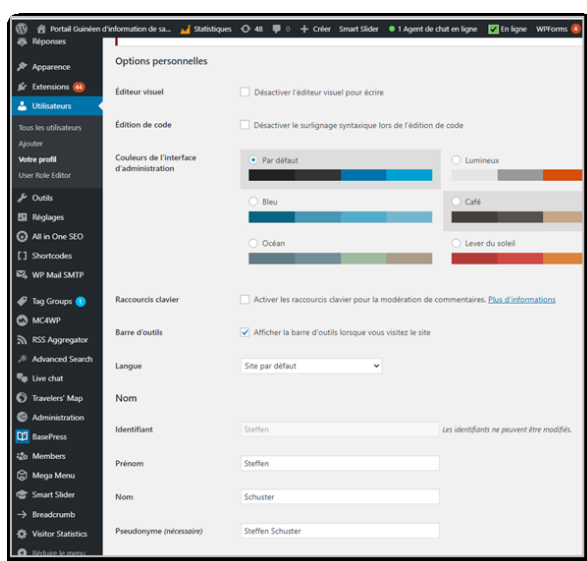 Portail Guinéen d'information de sa... Statistiques 48 0 + Créer Smart Slider 1 Agent de chat en ligne En ligne WPForms 8
Réponses
Apparence
Extensions 44
Utilisateurs
Tous les utilisateurs
Ajouter
Votre profil
User Role Editor
Outils
Réglages
All in One SEO
[ ] Shortcodes
WP Mail SMTP
Tag Groups 1
MC4WP
RSS Aggregator
Advanced Search
Live chat
Travelers' Map
Administration
BasePress
Members
Mega Menu
Smart Slider
Breadcrumb
Visitor Statistics
Réduire le menu
Options personnelles
Éditeur visuel
Désactiver l'éditeur visuel pour écrire
Édition de code
Désactiver le surlignage syntaxique lors de l'édition de code
Couleurs de l'interface
d'administration
Par défaut
Lumineux
Bleu
Café
Océan
Lever du soleil
Raccourcis clavier
Activer les raccourcis clavier pour la modération de commentaires. Plus d'informations
Barre d'outils
Afficher la barre d'outils lorsque vous visitez le site
Langue
Site par défaut
Nom
Identifiant
Steffen
Les identifiants ne peuvent être modifiés.
Prénom
Steffen
Nom
Schuster
Pseudonyme (nécessaire)
Steffen Schuster